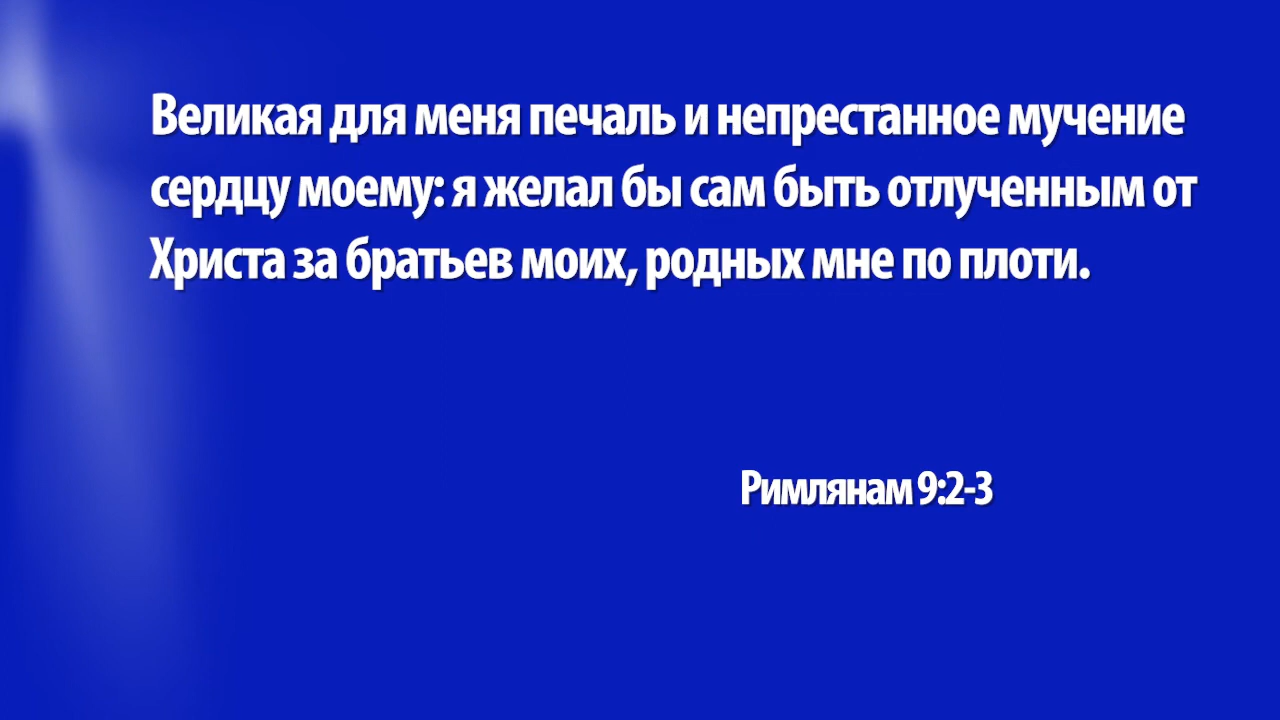 Великая для меня печаль и непрестанное мучение
сердцу моему: я желал бы сам быть отлученным от
Христа за братьев моих, родных мне по плоти.
Римлянам 9:2-3